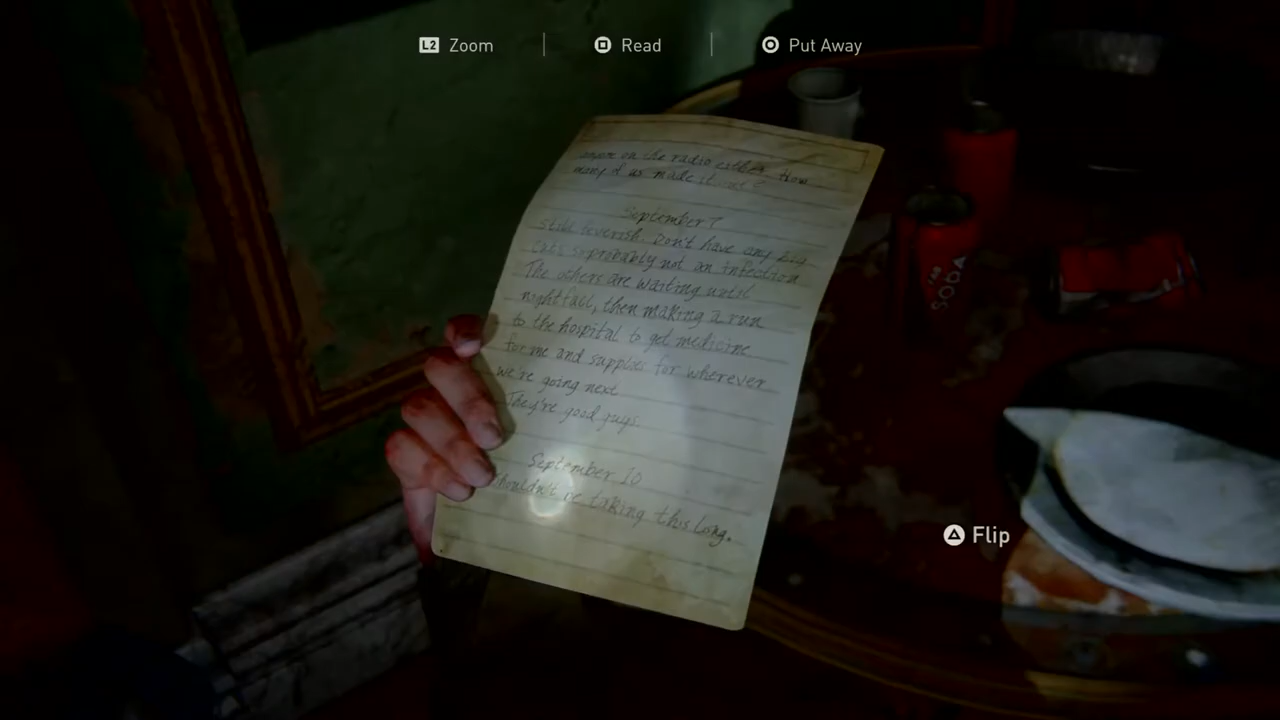 L2 Zoom
Read
Put Away
on the radio either. How
many of us made it out?
September 7
still feverish. Don't have any big
cuts so probably not an infection
The others are waiting until
nightfall, then making a run
to the hospital to get medicine
for me and supplies for wherever
we're going next
They're good guys.
September 10
shouldn't 're taking this long.
SODA
Flip